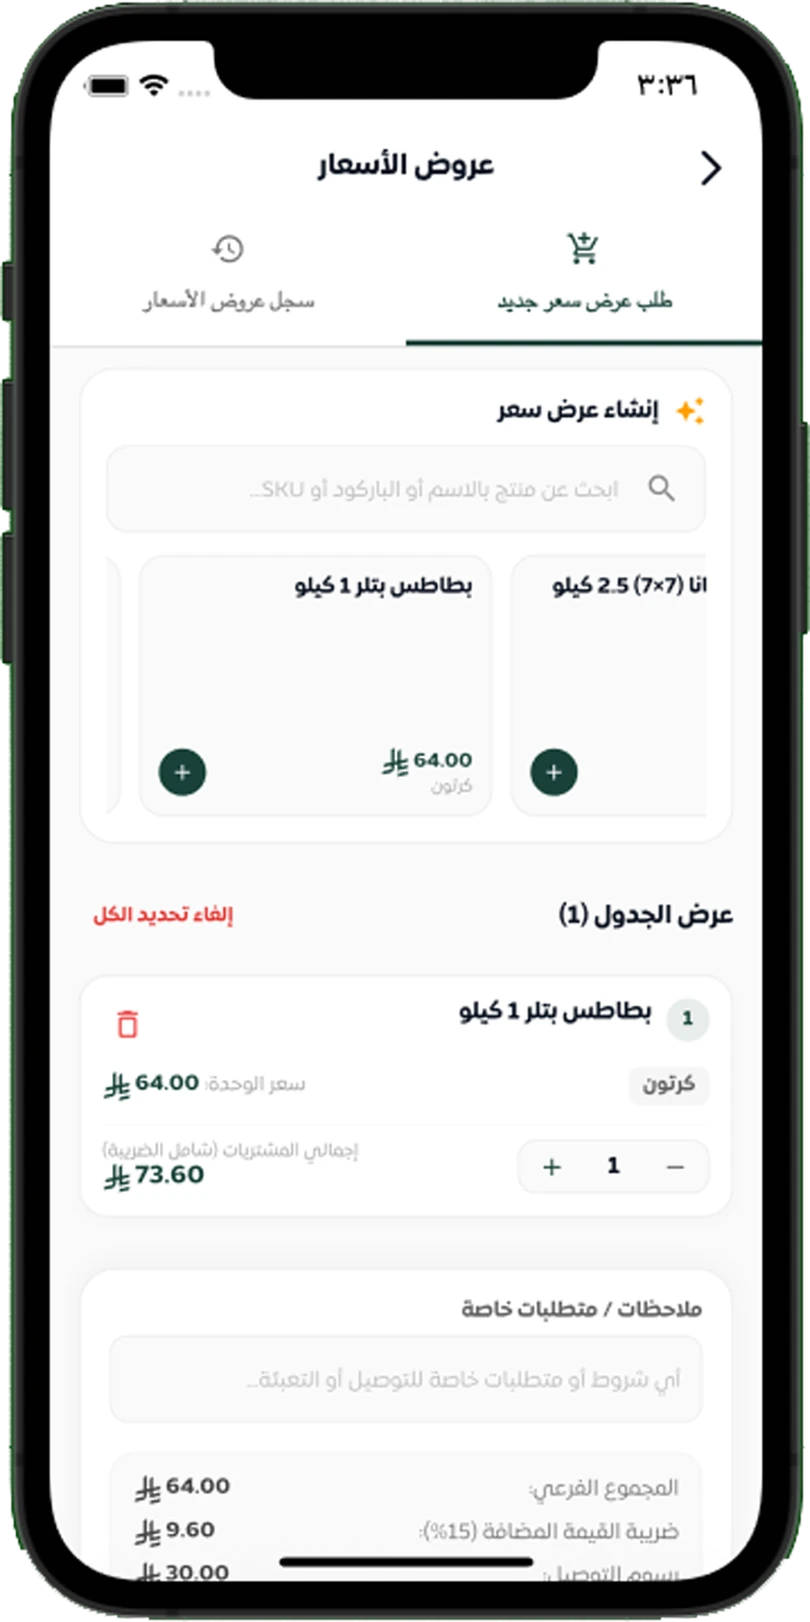 ٣:٣٦
عروض الأسعار
طلب عرض سعر جديد
سجل عروض الأسعار
إنشاء عرض سعر
ابحث عن منتج بالاسم أو الباركود أو SKU...
انا (7×7) 2.5 كيلو
بطاطس بتلر 1 كيلو
64.00
كرتون
عرض الجدول (1)
إلغاء تحديد الكل
1
بطاطس بتلر 1 كيلو
كرتون
سعر الوحدة: 64.00
إجمالي المشتريات (شامل الضريبة)
73.60
− 1 +
ملاحظات / متطلبات خاصة
أي شروط أو متطلبات خاصة للتوصيل أو التعبئة...
المجموع الفرعي: 64.00
ضريبة القيمة المضافة (15%): 9.60
رسوم التوصيل: 30.00